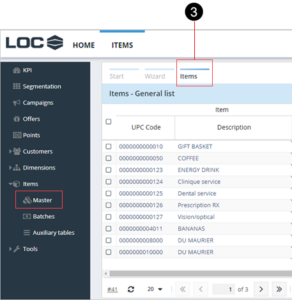 3
LOC HOME ITEMS
KPI
Segmentation
Campaigns
Offers
Points
Customers
Dimensions
Items
Master
Batches
Auxiliary tables
Tools
Start Wizard Items
Items - General list
Item
UPC Code Description
0000000000010 GIFT BASKET
0000000000050 COFFEE
0000000000123 ENERGY DRINK
0000000000124 Clinique service
0000000000125 Dental service
0000000000126 Prescription RX
0000000000127 Vision/optical
0000000004011 BANANAS
0000000008000 DU MAURIER
0000000010000 DU MAURIER
#41 20 1 of 3